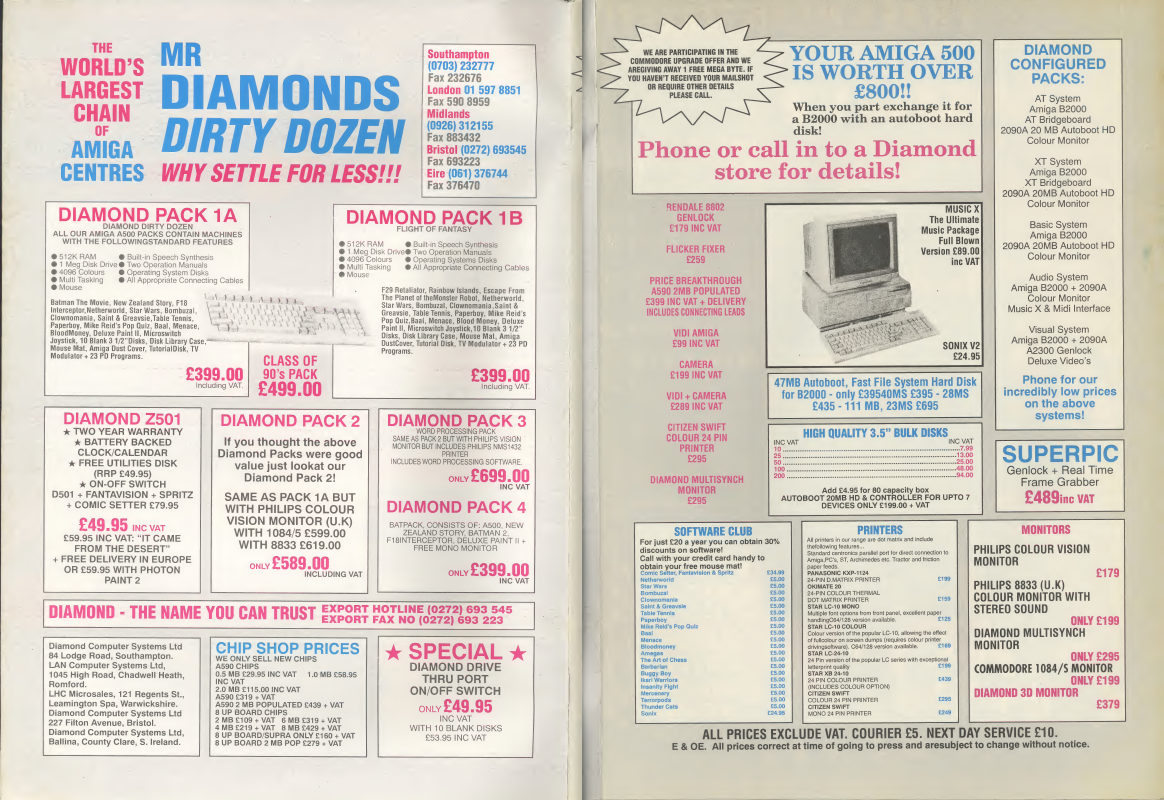 THE
WORLD'S
LARGEST
CHAIN
OF
AMIGA
CENTRES
MR
DIAMONDS
DIRTY DOZEN
WHY SETTLE FOR LESS!!!
Southampton
(0703) 232777
Fax 232676
London 01 597 8851
Fax 590 8959
Midlands
(0926) 312155
Fax 883432
Bristol (0272) 693545
Fax 693223
Eire (061) 376744
Fax 376470
DIAMOND PACK 1A
DIAMOND DIRTY DOZEN
ALL OUR AMIGA A500 PACKS CONTAIN MACHINES
WITH THE FOLLOWINGSTANDARD FEATURES
● 512K RAM ● Built-in Speech Synthesis
● 1 Meg Disk Drive ● Two Operation Manuals
● 4096 Colours ● Operating System Disks
● Multi Tasking ● All Appropriate Connecting Cables
● Mouse
Batman The Movie, New Zealand Story, F18
Interceptor,Netherworld, Star Wars, Bombuzal,
Clownomania, Saint & Greavsie,Table Tennis,
Paperboy, Mike Reid's Pop Quiz, Baal, Menace,
BloodMoney, Deluxe Paint II, Microswitch
Joystick, 10 Blank 3 1/2"Disks, Disk Library Case,
Mouse Mat, Amiga Dust Cover, TutorialDisk, TV
Modulator + 23 PD Programs.
£399.00
Including VAT.
CLASS OF
90's PACK
£499.00
DIAMOND PACK 1B
FLIGHT OF FANTASY
● 512K RAM ● Built-in Speech Synthesis
● 1 Meg Disk Drive ● Two Operation Manuals
● 4096 Colours ● Operating Systems Disks
● Multi Tasking ● All Appropriate Connecting Cables
● Mouse
F29 Retaliator, Rainbow Islands, Escape From
The Planet of theMonster Robot, Netherworld,
Star Wars, Bombuzal, Clownomania,Saint &
Greavsie, Table Tennis, Paperboy, Mike Reid's
Pop Quiz,Baal, Menace, Blood Money, Deluxe
Paint II, Microswitch Joystick,10 Blank 3 1/2"
Disks, Disk Library Case, Mouse Mat, Amiga
DustCover, Tutorial Disk, TV Modulator + 23 PD
Programs.
£399.00
Including VAT.
DIAMOND Z501
★ TWO YEAR WARRANTY
★ BATTERY BACKED
CLOCK/CALENDAR
★ FREE UTILITIES DISK
(RRP £49.95)
★ ON-OFF SWITCH
D501 + FANTAVISION + SPRITZ
+ COMIC SETTER £79.95
£49.95 INC VAT
£59.95 INC VAT: "IT CAME
FROM THE DESERT"
+ FREE DELIVERY IN EUROPE
OR £59.95 WITH PHOTON
PAINT 2
DIAMOND PACK 2
If you thought the above
Diamond Packs were good
value just lookat our
Diamond Pack 2!
SAME AS PACK 1A BUT
WITH PHILIPS COLOUR
VISION MONITOR (U.K)
WITH 1084/5 £599.00
WITH 8833 £619.00
ONLY £589.00
INCLUDING VAT
DIAMOND PACK 3
WORD PROCESSING PACK
SAME AS PACK 2 BUT WITH PHILIPS VISION
MONITOR BUT INCLUDES PHILIPS NMS1432
PRINTER
INCLUDES WORD PROCESSING SOFTWARE.
ONLY £699.00
INC VAT
DIAMOND PACK 4
BATPACK, CONSISTS OF: A500, NEW
ZEALAND STORY, BATMAN 2,
F18INTERCEPTOR, DELUXE PAINT II +
FREE MONO MONITOR
ONLY £399.00
INC VAT
DIAMOND - THE NAME YOU CAN TRUST EXPORT HOTLINE (0272) 693 545
EXPORT FAX NO (0272) 693 223
Diamond Computer Systems Ltd
84 Lodge Road, Southampton.
LAN Computer Systems Ltd,
1045 High Road, Chadwell Heath,
Romford.
LHC Microsales, 121 Regents St.,
Leamington Spa, Warwickshire.
Diamond Computer Systems Ltd
227 Filton Avenue, Bristol.
Diamond Computer Systems Ltd,
Ballina, County Clare, S. Ireland.
CHIP SHOP PRICES
WE ONLY SELL NEW CHIPS
A590 CHIPS
0.5 MB £29.95 INC VAT 1.0 MB £58.95
INC VAT
2.0 MB £115.00 INC VAT
A590 £319 + VAT
A590 2 MB POPULATED £439 + VAT
8 UP BOARD CHIPS
2 MB £109 + VAT 6 MB £319 + VAT
4 MB £219 + VAT 8 MB £429 + VAT
8 UP BOARD/SUPRA ONLY £160 + VAT
8 UP BOARD 2 MB POP £279 + VAT
★ SPECIAL ★
DIAMOND DRIVE
THRU PORT
ON/OFF SWITCH
ONLY £49.95
INC VAT
WITH 10 BLANK DISKS
£53.95 INC VAT
WE ARE PARTICIPATING IN THE
COMMODORE UPGRADE OFFER AND WE
AREGIVING AWAY 1 FREE MEGA BYTE. IF
YOU HAVEN'T RECEIVED YOUR MAILSHOT
OR REQUIRE OTHER DETAILS
PLEASE CALL.
YOUR AMIGA 500
IS WORTH OVER
£800!!
When you part exchange it for
a B2000 with an autoboot hard
disk!
Phone or call in to a Diamond
store for details!
RENDALE 8802
GENLOCK
£179 INC VAT
FLICKER FIXER
£259
PRICE BREAKTHROUGH
A590 2MB POPULATED
£399 INC VAT + DELIVERY
INCLUDES CONNECTING LEADS
VIDI AMIGA
£99 INC VAT
CAMERA
£199 INC VAT
VIDI + CAMERA
£289 INC VAT
CITIZEN SWIFT
COLOUR 24 PIN
PRINTER
£295
DIAMOND MULTISYNCH
MONITOR
£295
MUSIC X
The Ultimate
Music Package
Full Blown
Version £89.00
inc VAT
SONIX V2
£24.95
47MB Autoboot, Fast File System Hard Disk
for B2000 - only £39540MS £395 - 28MS
£435 - 111 MB, 23MS £695
HIGH QUALITY 3.5" BULK DISKS
INC VAT INC VAT
10 ...7.99
25 ...13.00
50 ...25.00
100 ...48.00
200 ...94.00
Add £4.95 for 80 capacity box
AUTOBOOT 20MB HD & CONTROLLER FOR UPTO 7
DEVICES ONLY £199.00 + VAT
DIAMOND
CONFIGURED
PACKS:
AT System
Amiga B2000
AT Bridgeboard
2090A 20 MB Autoboot HD
Colour Monitor
XT System
Amiga B2000
XT Bridgeboard
2090A 20MB Autoboot HD
Colour Monitor
Basic System
Amiga B2000
2090A 20MB Autoboot HD
Colour Monitor
Audio System
Amiga B2000 + 2090A
Colour Monitor
Music X & Midi Interface
Visual System
Amiga B2000 + 2090A
A2300 Genlock
Deluxe Video's
Phone for our
incredibly low prices
on the above
systems!
SUPERPIC
Genlock + Real Time
Frame Grabber
£489inc VAT
SOFTWARE CLUB
For just £20 a year you can obtain 30%
discounts on software!
Call with your credit card handy to
obtain your free mouse mat!
Comic Setter, Fantavision & Spritz £34.99
Netherworld £5.00
Star Wars £5.00
Bombuzal £5.00
Clownomania £5.00
Saint & Greavsie £5.00
Table Tennis £5.00
Paperboy £5.00
Mike Reid's Pop Quiz £5.00
Baal £5.00
Menace £5.00
Bloodmoney £5.00
Amegas £5.00
The Art of Chess £5.00
Barbarian £5.00
Buggy Boy £5.00
Ikari Warriors £5.00
Insanity Fight £5.00
Mercenary £5.00
Terrorpods £5.00
Thunder Cats £5.00
Sonix £24.95
PRINTERS
All printers in our range are dot matrix and include
thefollowing features...
Standard centronics parallel port for direct connection to
Amiga,PC's, ST, Archimedes etc. Tractor and friction
paper feeds.
PANASONIC KXP-1124
24-PIN D.MATRIX PRINTER £199
OKIMATE 20
24-PIN COLOUR THERMAL
DOT MATRIX PRINTER £159
STAR LC-10 MONO
Multiple font options from front panel, excellent paper
handlingC64/128 version available. £125
STAR LC-10 COLOUR
Colour version of the popular LC-10, allowing the effect
of fullcolour on screen dumps (requires colour printer
drivingsoftware). C64/128 version available. £169
STAR LC-24-10
24 Pin version of the popular LC series with exceptional
letterprint quality £199
STAR XB 24-10
24 PIN COLOUR PRINTER £439
(INCLUDES COLOUR OPTION)
CITIZEN SWIFT
COLOUR 24 PIN PRINTER £295
CITIZEN SWIFT
MONO 24 PIN PRINTER £249
MONITORS
PHILIPS COLOUR VISION
MONITOR
£179
PHILIPS 8833 (U.K)
COLOUR MONITOR WITH
STEREO SOUND
ONLY £199
DIAMOND MULTISYNCH
MONITOR
ONLY £295
COMMODORE 1084/S MONITOR
ONLY £199
DIAMOND 3D MONITOR
£379
ALL PRICES EXCLUDE VAT. COURIER £5. NEXT DAY SERVICE £10.
E & OE. All prices correct at time of going to press and aresubject to change without notice.